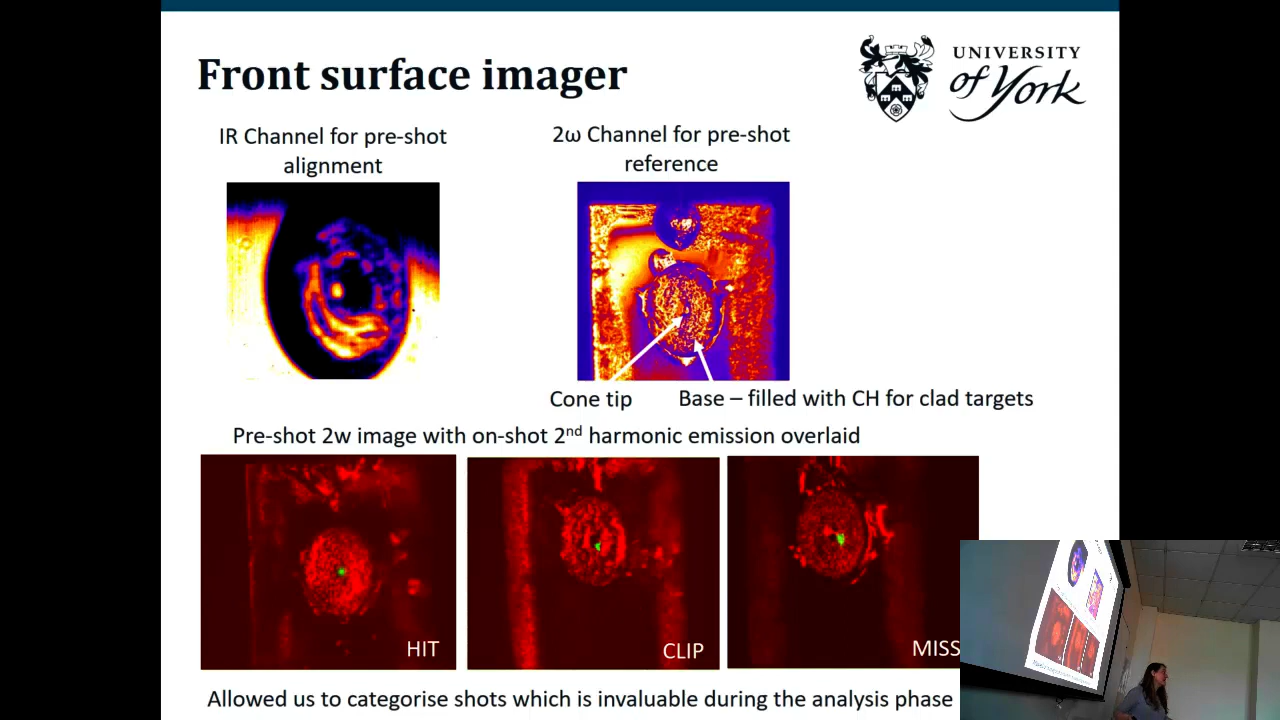 Front surface imager
UNIVERSITY
of York
IR Channel for pre-shot
alignment
2ω Channel for pre-shot
reference
Cone tip
Base – filled with CH for clad targets
Pre-shot 2w image with on-shot 2nd harmonic emission overlaid
HIT
CLIP
MISS
Allowed us to categorise shots which is invaluable during the analysis phase